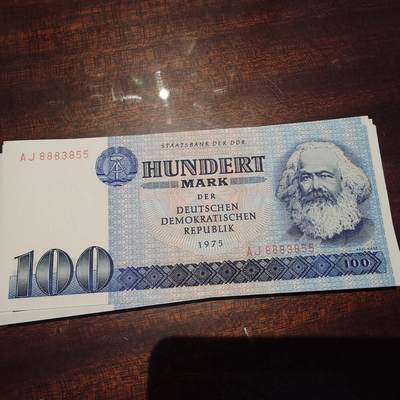 STAATSBANK DER DDR
AJ 8883855
HUNDERT
MARK
DER
DEUTSCHEN
DEMOKRATISCHEN
REPUBLIK
1975
AJ 8883855
100
100